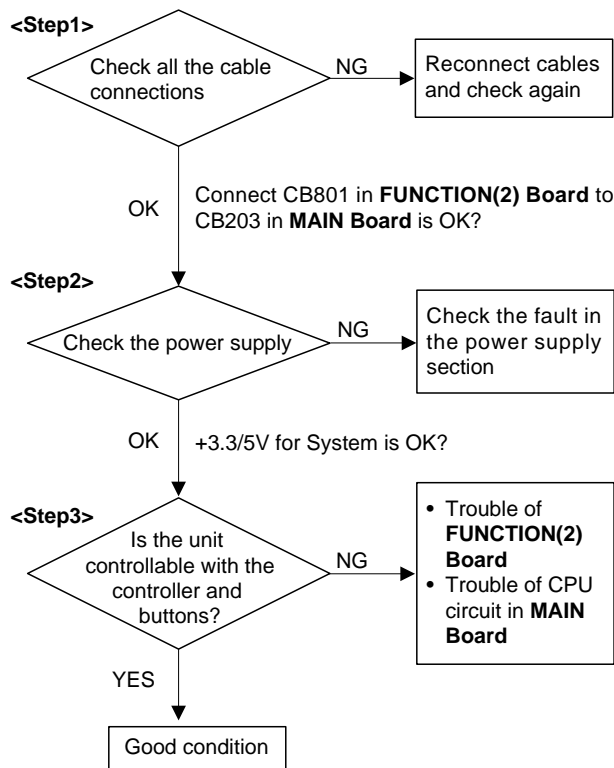 <Step1>
Check all the cable
connections
NG
Reconnect cables
and check again
OK
Connect CB801 in FUNCTION(2) Board to
CB203 in MAIN Board is OK?
<Step2>
Check the power supply
NG
Check the fault in
the power supply
section
OK
+3.3/5V for System is OK?
<Step3>
Is the unit
controllable with the
controller and
buttons?
NG
• Trouble of
FUNCTION(2)
Board
• Trouble of CPU
circuit in MAIN
Board
YES
Good condition